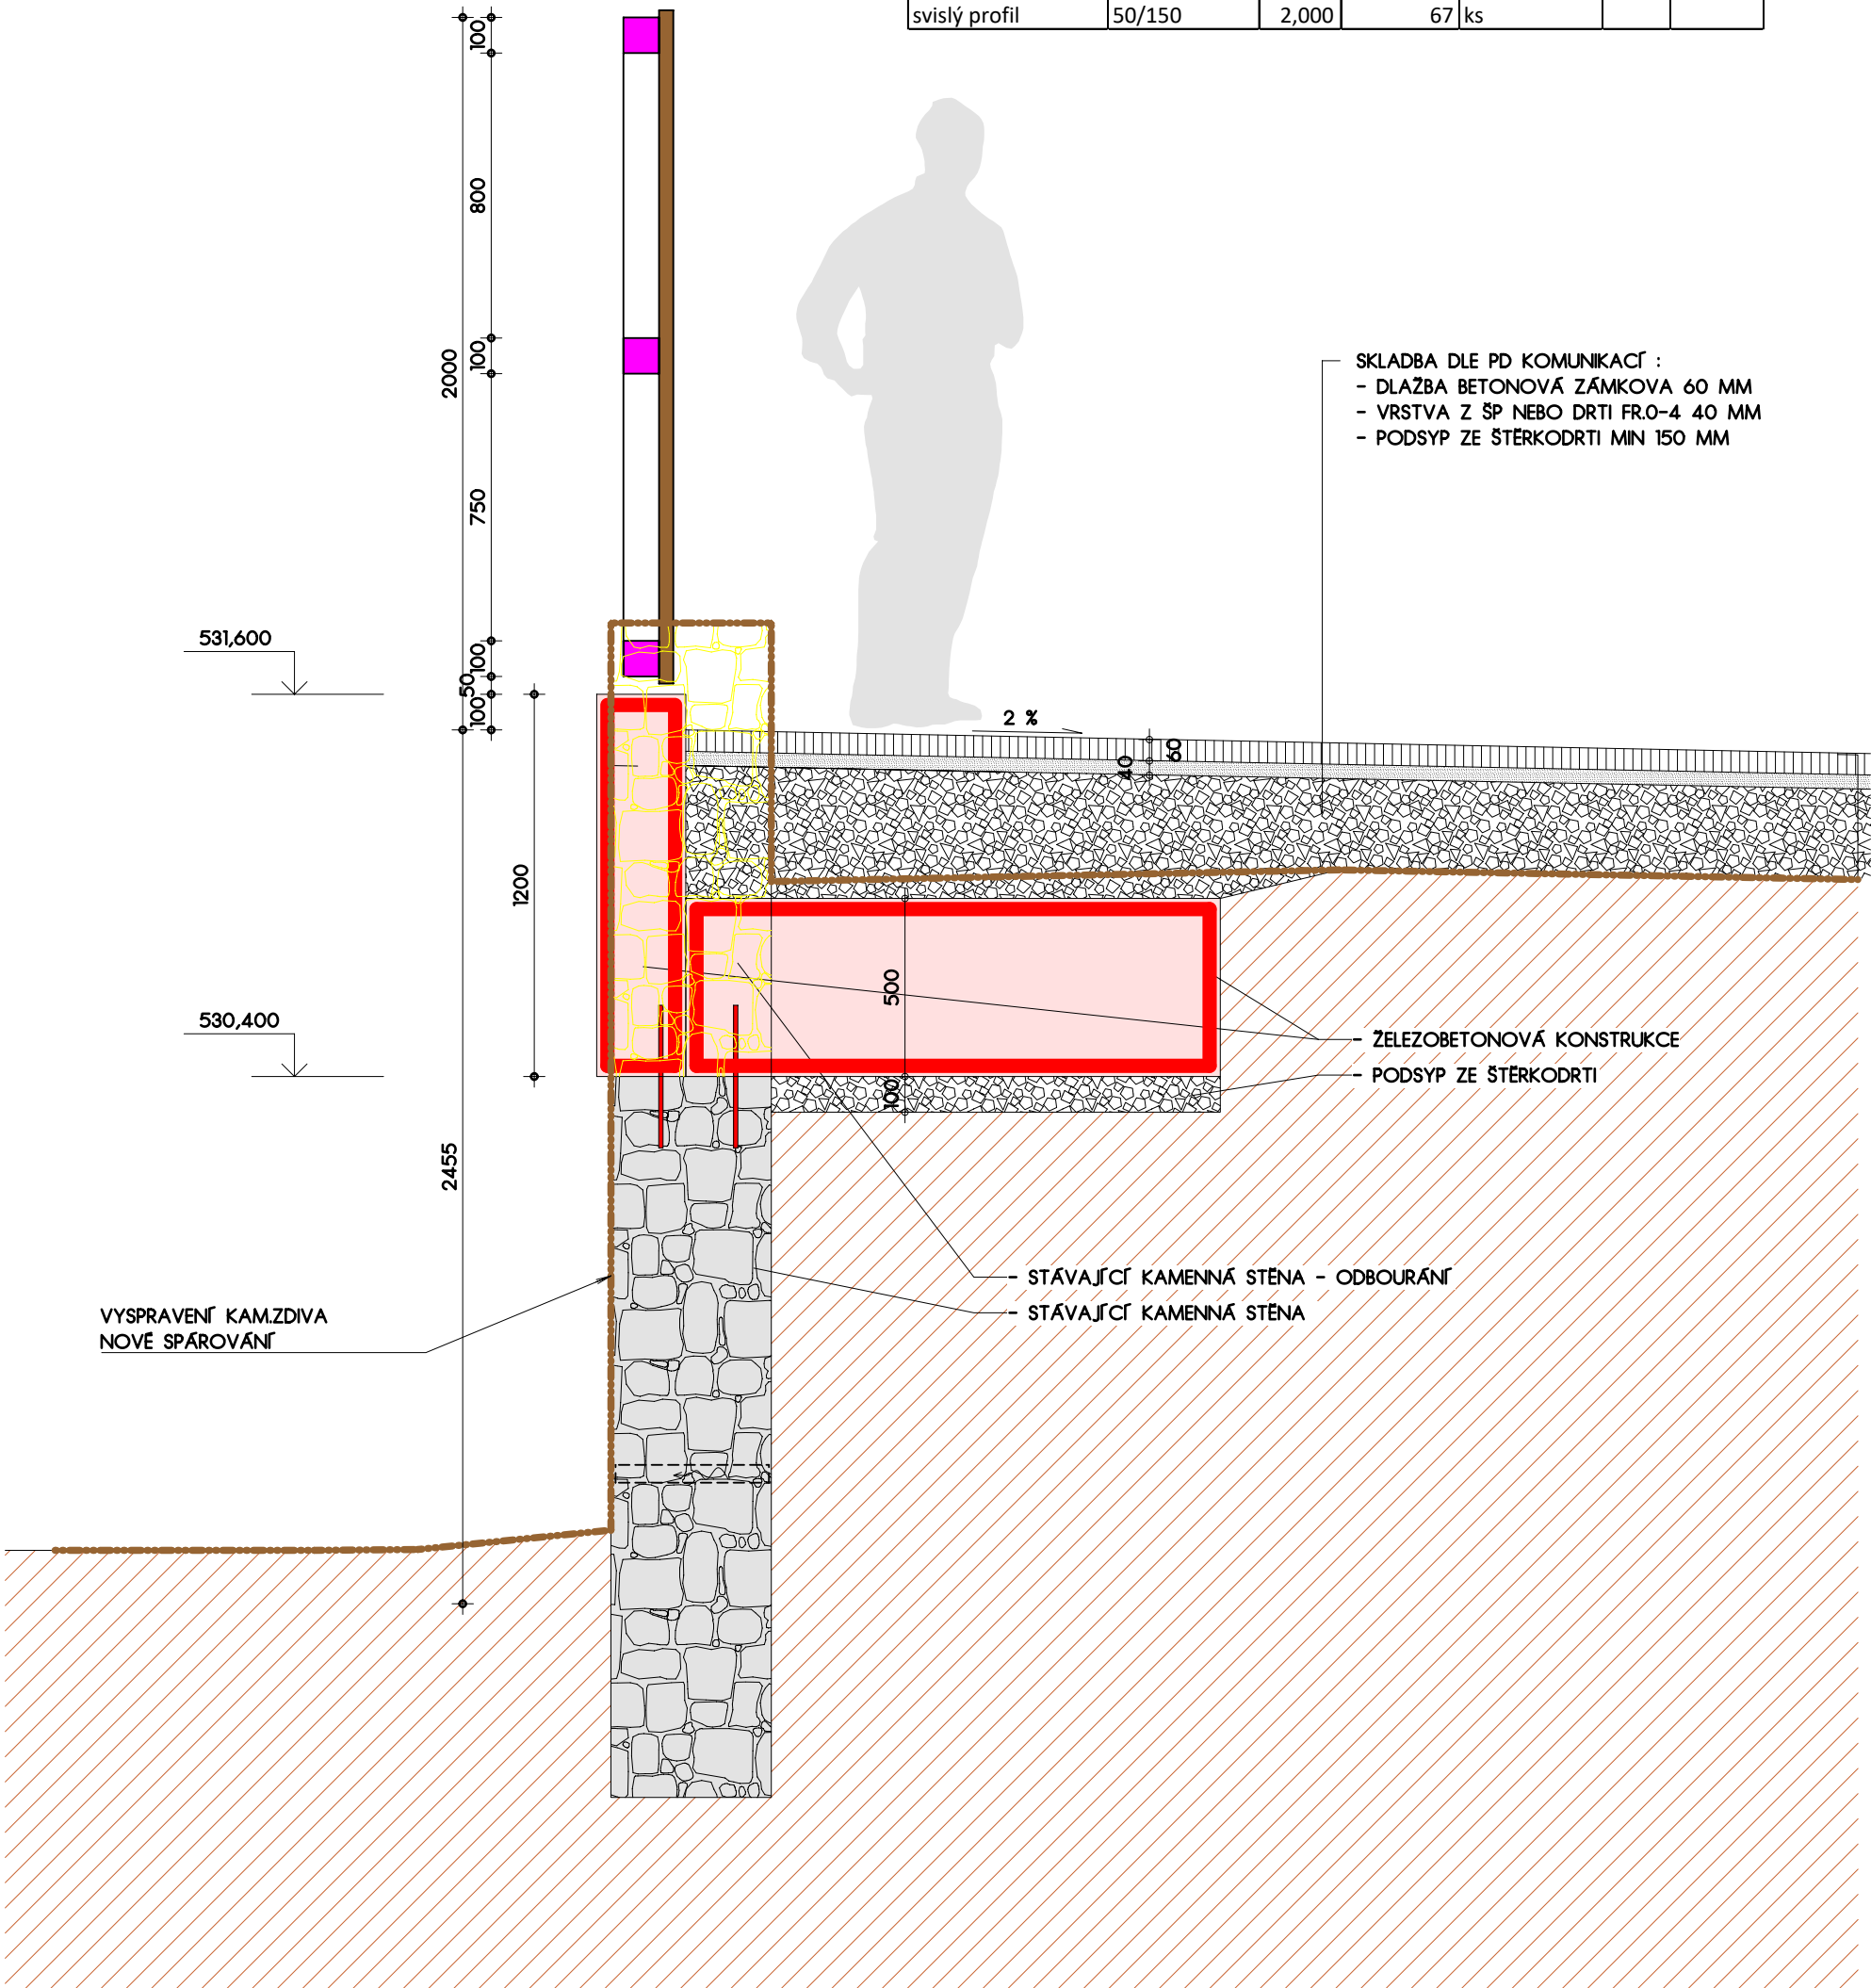 svislý profil 50/150 2,000 67 ks
100
800
100
2000
750
100
50
100
531,600
1200
530,400
2455
SKLADBA DLE PD KOMUNIKACÍ :
- DLAŽBA BETONOVÁ ZÁMKOVA 60 MM
- VRSTVA Z ŠP NEBO DRTI FR.0-4 40 MM
- PODSYP ZE ŠTĚRKODRTI MIN 150 MM
2 %
60
40
500
100
- ŽELEZOBETONOVÁ KONSTRUKCE
- PODSYP ZE ŠTĚRKODRTI
- STÁVAJÍCÍ KAMENNÁ STĚNA - ODBOURÁNÍ
- STÁVAJÍCÍ KAMENNÁ STĚNA
VYSPRAVENÍ KAM.ZDIVA
NOVÉ SPÁROVÁNÍ